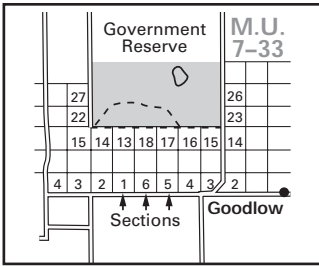 Government
Reserve
M.U.
7–33
27
26
22
23
15 14 13 18 17 16 15 14
4 3 2 1 6 5 4 3 2
Goodlow
Sections